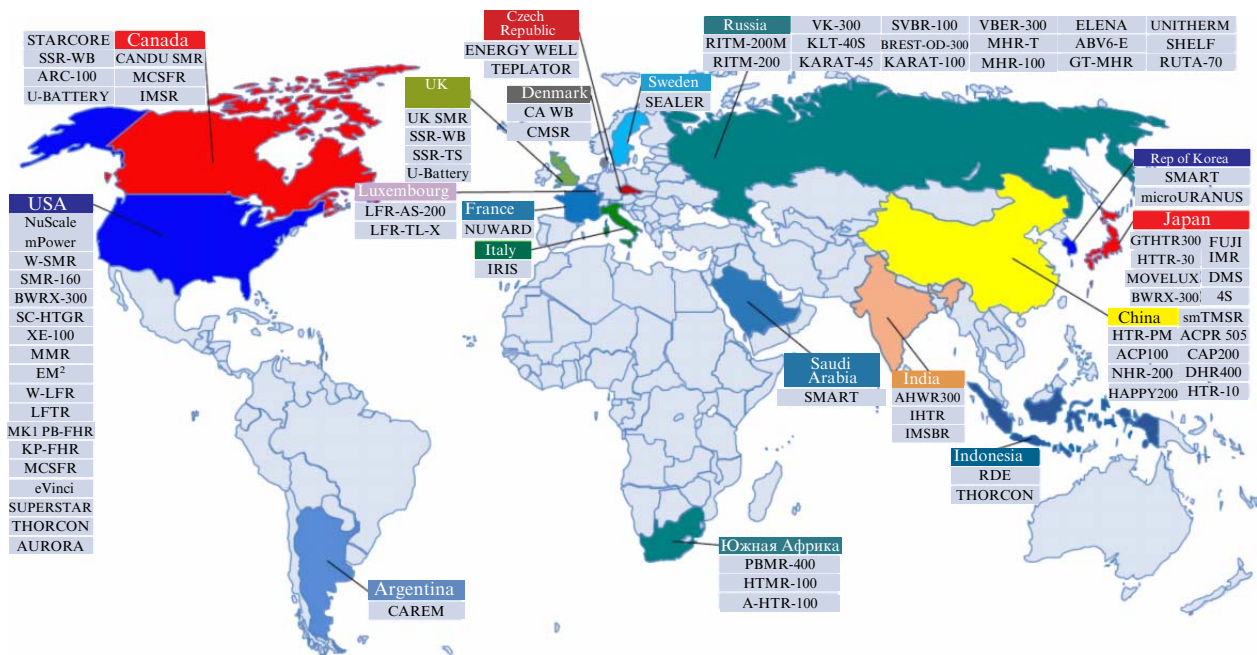 Canada
STARCORE
SSR-WB
CANDU SMR
ARC-100
MCSFR
U-BATTERY
IMSR
USA
NuScale
mPower
W-SMR
SMR-160
BWRX-300
SC-HTGR
XE-100
MMR
EM²
W-LFR
LFTR
MK1 PB-FHR
KP-FHR
MCSFR
eVinci
SUPERSTAR
THORCON
AURORA
Argentina
CAREM
UK
UK SMR
SSR-WB
SSR-TS
U-Battery
Luxembourg
LFR-AS-200
LFR-TL-X
France
NUWARD
Italy
IRIS
Czech
Republic
ENERGY WELL
TEPLATOR
Denmark
CA WB
CMSR
Sweden
SEALER
Russia
RITM-200M
RITM-200
VK-300
KLT-40S
KARAT-45
SVBR-100
BREST-OD-300
KARAT-100
VBER-300
MHR-T
MHR-100
ELENA
ABV6-E
GT-MHR
UNITHERM
SHELF
RUTA-70
Rep of Korea
SMART
microURANUS
Japan
GTHTR300
FUJI
HTTR-30
IMR
MOVELUX
DMS
BWRX-300
4S
China
smTMSR
HTR-PM
ACPR 505
ACP100
CAP200
NHR-200
DHR400
HAPPY200
HTR-10
Saudi
Arabia
SMART
India
AHWR300
IHTR
IMSBR
Indonesia
RDE
THORCON
Южная Африка
PBMR-400
HTMR-100
A-HTR-100